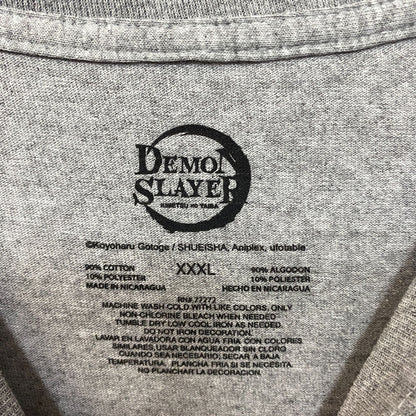 DEMON
SLAYER
KIMETSU NO YAIBA
©Koyoharu Gotoge / SHUEISHA, Aniplex, ufotable
90% COTTON
10% POLYESTER
MADE IN NICARAGUA
XXXL
90% ALGODON
10% POLIESTER
HECHO EN NICARAGUA
RN# 77272
MACHINE WASH COLD WITH LIKE COLORS, ONLY
NON-CHLORINE BLEACH WHEN NEEDED
TUMBLE DRY LOW COOL IRON AS NEEDED.
DO NOT IRON DECORATION.
LAVAR EN LAVADORA CON AGUA FRIA CON COLORES
SIMILARES, USAR BLANQUEADOR SIN CLORO
CUANDO SEA NECESARIO; SECAR A BAJA
TEMPERATURA. PLANCHA FRIA SI SE NECESITA.
NO PLANCHAR LA DECORACION.